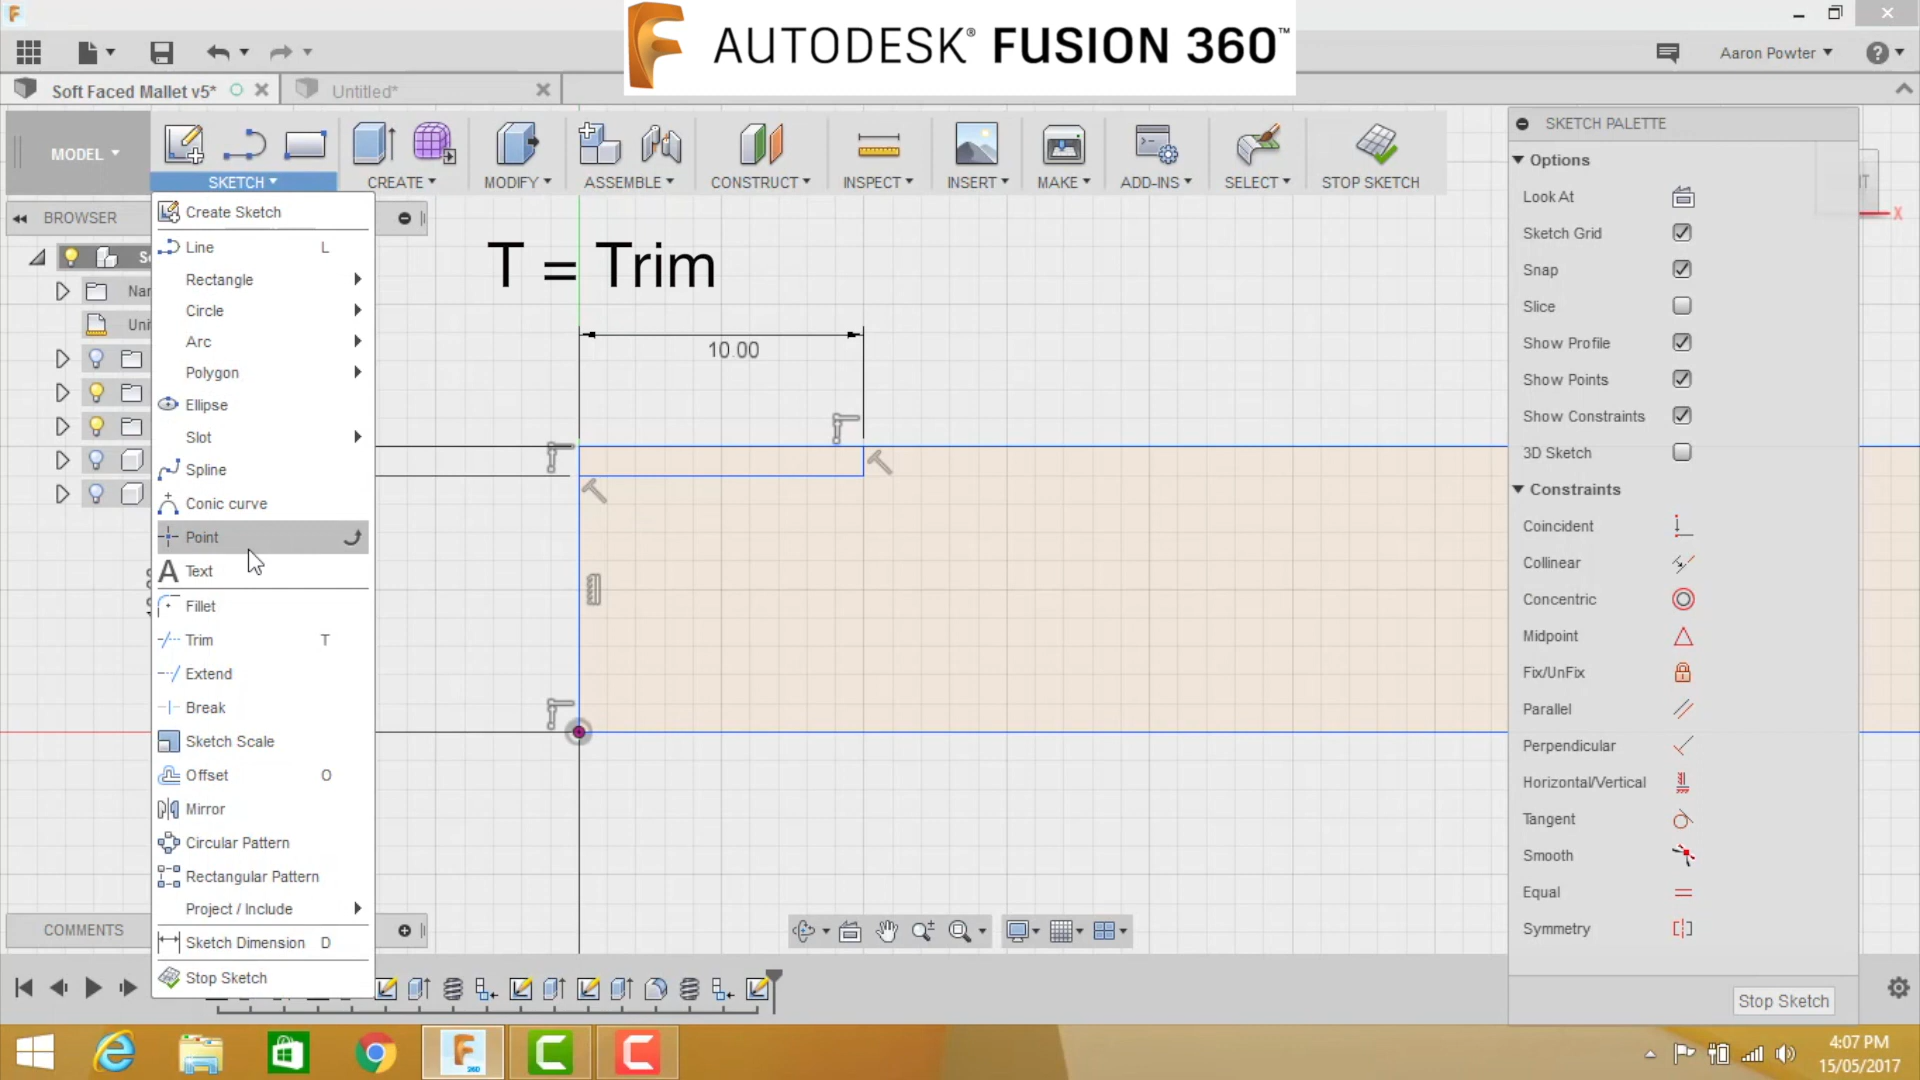 AUTODESK® FUSION 360™
Aaron Powter
Soft Faced Mallet v5*
Untitled*
MODEL
SKETCH
CREATE
MODIFY
ASSEMBLE
CONSTRUCT
INSPECT
INSERT
MAKE
ADD-INS
SELECT
STOP SKETCH
BROWSER
Create Sketch
Line L
Rectangle
Circle
Arc
Polygon
Ellipse
Slot
Spline
Conic curve
Point
Text
Fillet
Trim T
Extend
Break
Sketch Scale
Offset O
Mirror
Circular Pattern
Rectangular Pattern
Project / Include
Sketch Dimension D
Stop Sketch
T = Trim
10.00
SKETCH PALETTE
Options
Look At
Sketch Grid
Snap
Slice
Show Profile
Show Points
Show Constraints
3D Sketch
Constraints
Coincident
Collinear
Concentric
Midpoint
Fix/UnFix
Parallel
Perpendicular
Horizontal/Vertical
Tangent
Smooth
Equal
Symmetry
Stop Sketch
X
COMMENTS
360
4:07 PM
15/05/2017